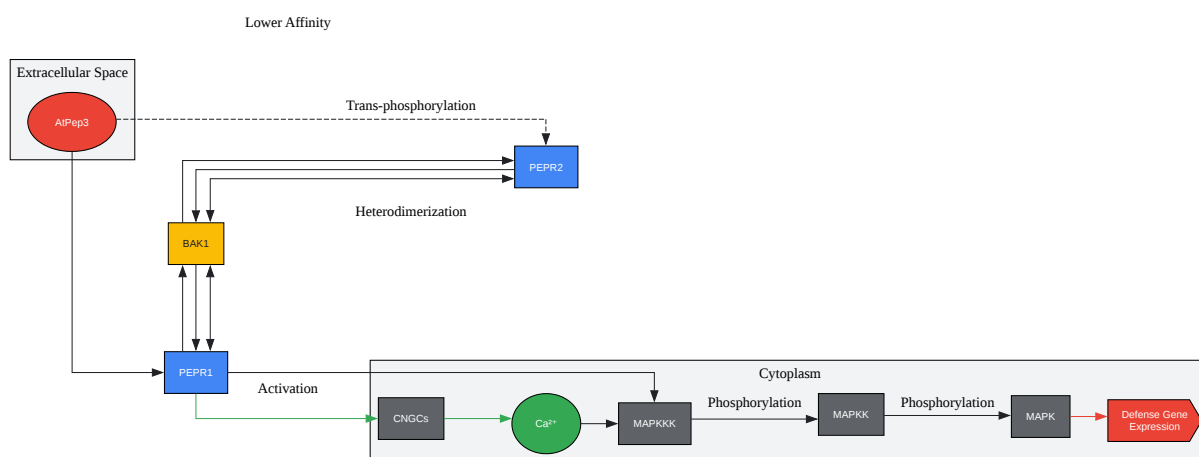 Lower Affinity
Extracellular Space
AtPep3
Trans-phosphorylation
PEPR2
Heterodimerization
BAK1
PEPR1
Activation
Cytoplasm
CNGCs
Ca²⁺
MAPKKK
Phosphorylation
MAPKK
Phosphorylation
MAPK
Defense Gene
Expression